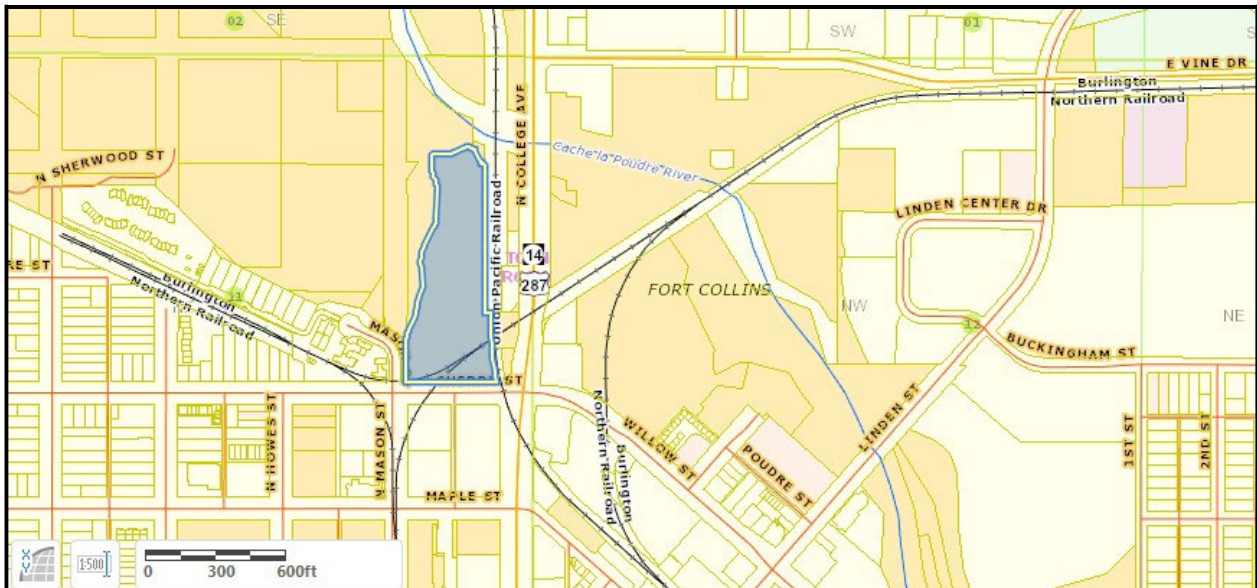 02
SE
SW
01
E VINE DR
Burlington
Northern Railroad
N SHERWOOD ST
N COLLEGE AVE
Cache la Poudre River
Union Pacific Railroad
LINDEN CENTER DR
14
287
FORT COLLINS
NW
12
NE
Burlington
Northern Railroad
11
BUCKINGHAM ST
CHERRY ST
N HOWES ST
N MASON ST
MAPLE ST
WILLOW ST
POUDRE ST
LINDEN ST
Burlington
Northern Railroad
1ST ST
2ND ST
XY
1:500
0 300 600ft